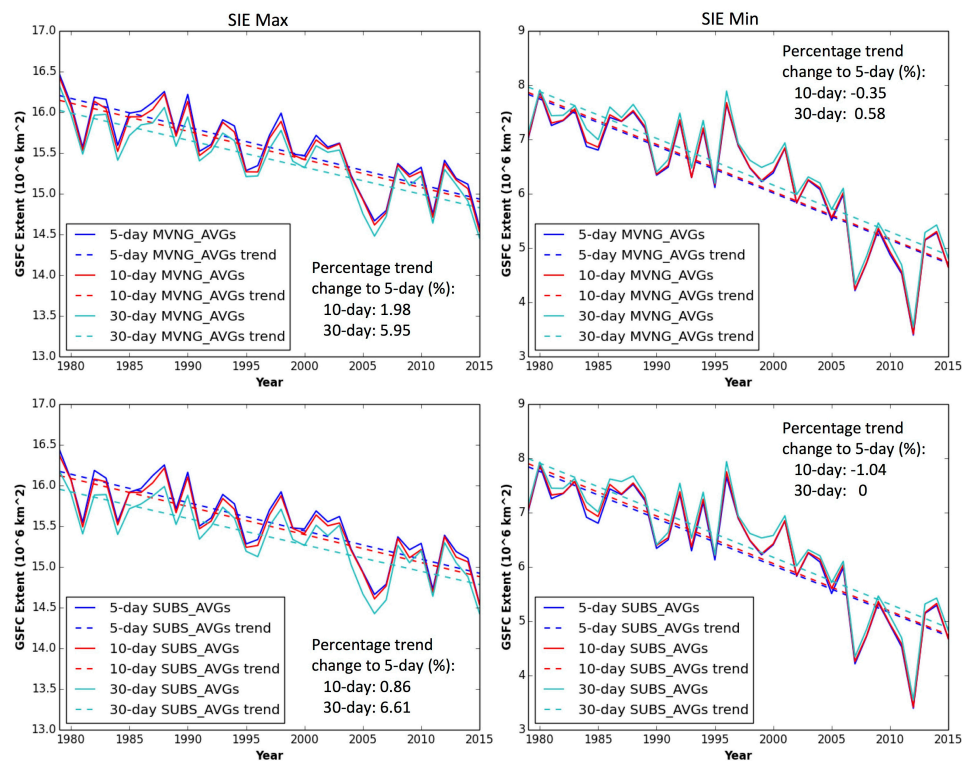 SIE Max
17.0
16.5
16.0
15.5
15.0
14.5
14.0
13.5
13.0
GSFC Extent (10^6 km^2)
5-day MVNG_AVGs
5-day MVNG_AVGs trend
10-day MVNG_AVGs
10-day MVNG_AVGs trend
30-day MVNG_AVGs
30-day MVNG_AVGs trend
Percentage trend
change to 5-day (%):
10-day: 1.98
30-day: 5.95
1980 1985 1990 1995 2000 2005 2010 2015
Year
SIE Min
9
8
7
6
5
4
3
GSFC Extent (10^6 km^2)
Percentage trend
change to 5-day (%):
10-day: -0.35
30-day: 0.58
5-day MVNG_AVGs
5-day MVNG_AVGs trend
10-day MVNG_AVGs
10-day MVNG_AVGs trend
30-day MVNG_AVGs
30-day MVNG_AVGs trend
1980 1985 1990 1995 2000 2005 2010 2015
Year
17.0
16.5
16.0
15.5
15.0
14.5
14.0
13.5
13.0
GSFC Extent (10^6 km^2)
5-day SUBS_AVGs
5-day SUBS_AVGs trend
10-day SUBS_AVGs
10-day SUBS_AVGs trend
30-day SUBS_AVGs
30-day SUBS_AVGs trend
Percentage trend
change to 5-day (%):
10-day: 0.86
30-day: 6.61
1980 1985 1990 1995 2000 2005 2010 2015
Year
9
8
7
6
5
4
3
GSFC Extent (10^6 km^2)
Percentage trend
change to 5-day (%):
10-day: -1.04
30-day: 0
5-day SUBS_AVGs
5-day SUBS_AVGs trend
10-day SUBS_AVGs
10-day SUBS_AVGs trend
30-day SUBS_AVGs
30-day SUBS_AVGs trend
1980 1985 1990 1995 2000 2005 2010 2015
Year